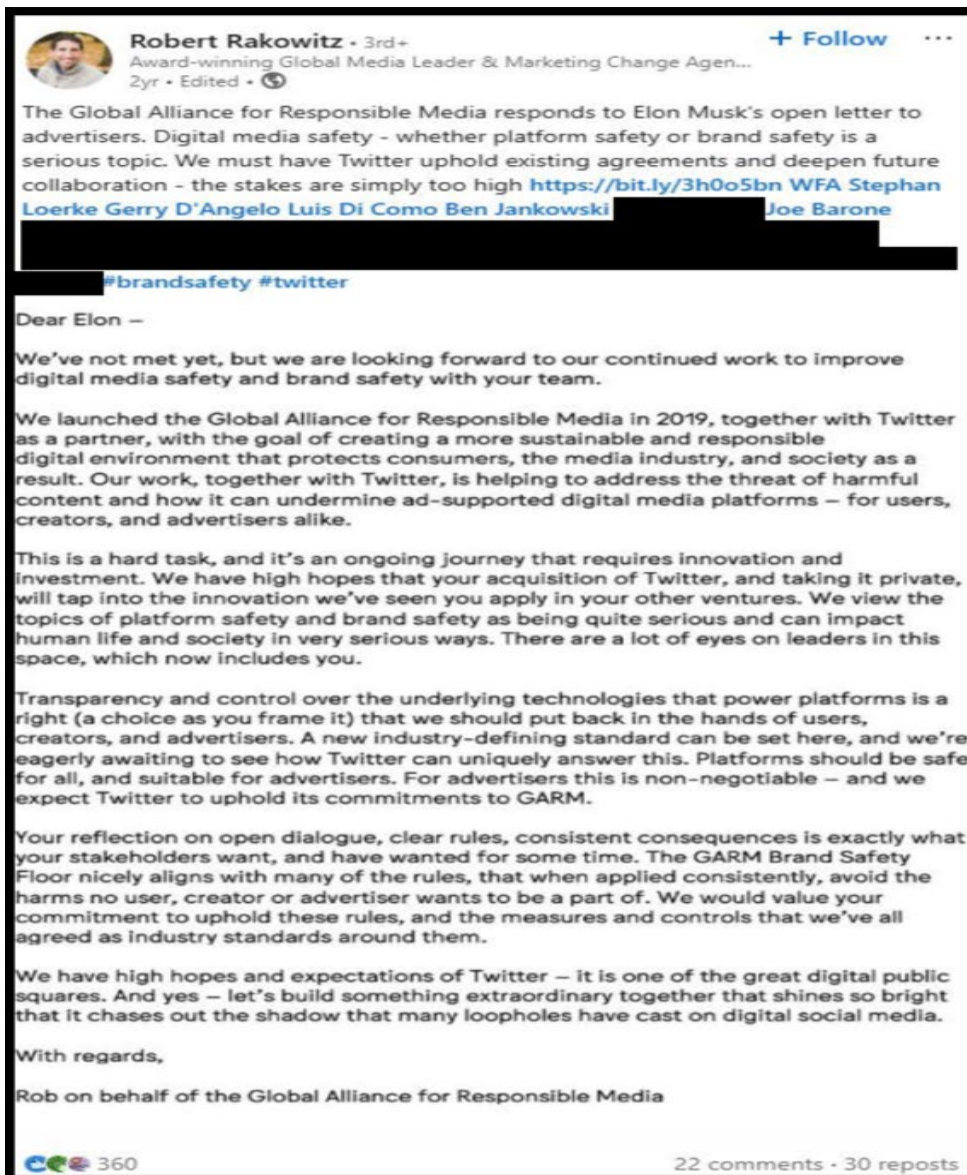 Robert Rakowitz • 3rd+
+ Follow ...
Award-winning Global Media Leader & Marketing Change Agen...
2yr • Edited •
The Global Alliance for Responsible Media responds to Elon Musk's open letter to
advertisers. Digital media safety - whether platform safety or brand safety is a
serious topic. We must have Twitter uphold existing agreements and deepen future
collaboration - the stakes are simply too high https://bit.ly/3h0o5bn WFA Stephan
Loerke Gerry D'Angelo Luis Di Como Ben Jankowski Joe Barone
#brandsafety #twitter
Dear Elon –
We've not met yet, but we are looking forward to our continued work to improve
digital media safety and brand safety with your team.
We launched the Global Alliance for Responsible Media in 2019, together with Twitter
as a partner, with the goal of creating a more sustainable and responsible
digital environment that protects consumers, the media industry, and society as a
result. Our work, together with Twitter, is helping to address the threat of harmful
content and how it can undermine ad-supported digital media platforms – for users,
creators, and advertisers alike.
This is a hard task, and it's an ongoing journey that requires innovation and
investment. We have high hopes that your acquisition of Twitter, and taking it private,
will tap into the innovation we've seen you apply in your other ventures. We view the
topics of platform safety and brand safety as being quite serious and can impact
human life and society in very serious ways. There are a lot of eyes on leaders in this
space, which now includes you.
Transparency and control over the underlying technologies that power platforms is a
right (a choice as you frame it) that we should put back in the hands of users,
creators, and advertisers. A new industry-defining standard can be set here, and we're
eagerly awaiting to see how Twitter can uniquely answer this. Platforms should be safe
for all, and suitable for advertisers. For advertisers this is non-negotiable – and we
expect Twitter to uphold its commitments to GARM.
Your reflection on open dialogue, clear rules, consistent consequences is exactly what
your stakeholders want, and have wanted for some time. The GARM Brand Safety
Floor nicely aligns with many of the rules, that when applied consistently, avoid the
harms no user, creator or advertiser wants to be a part of. We would value your
commitment to uphold these rules, and the measures and controls that we've all
agreed as industry standards around them.
We have high hopes and expectations of Twitter – it is one of the great digital public
squares. And yes – let's build something extraordinary together that shines so bright
that it chases out the shadow that many loopholes have cast on digital social media.
With regards,
Rob on behalf of the Global Alliance for Responsible Media
360
22 comments • 30 reposts